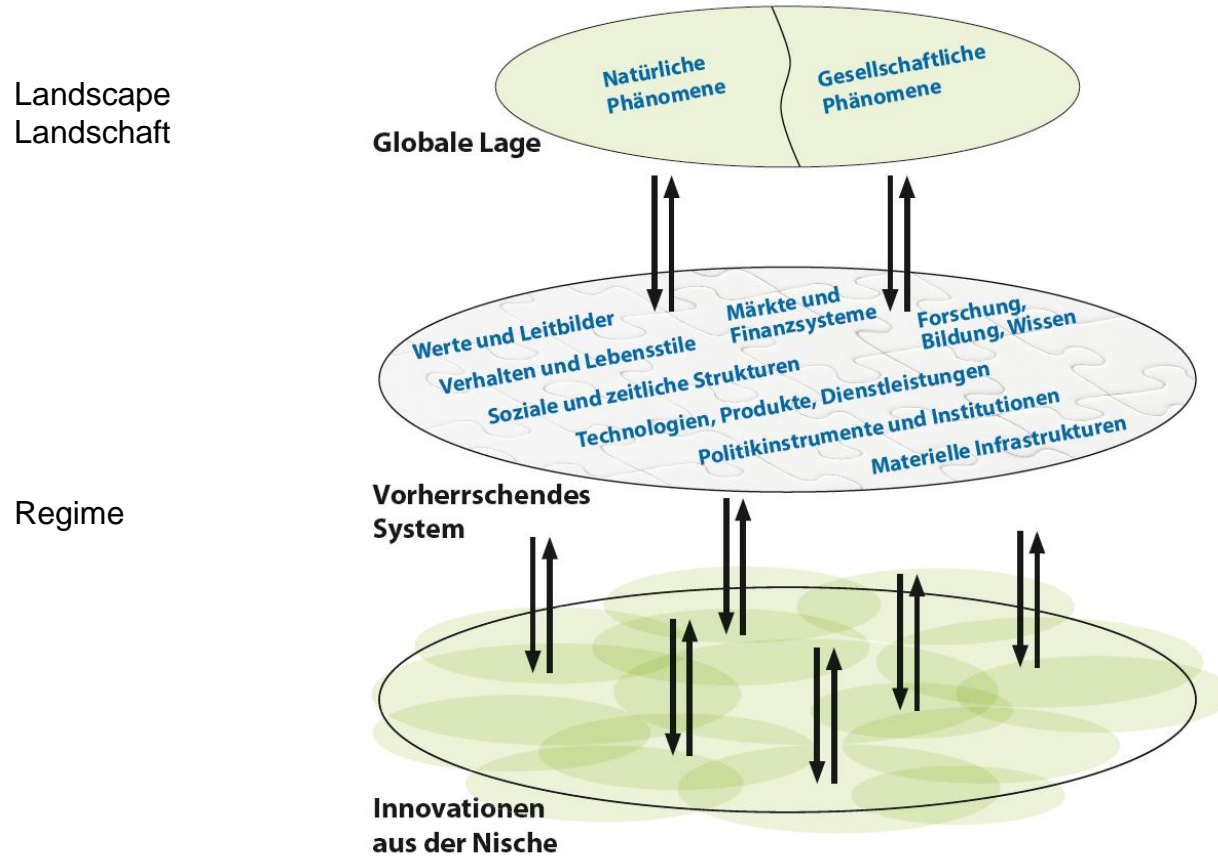 Landscape
Landschaft
Natürliche
Phänomene
Gesellschaftliche
Phänomene
Globale Lage
Werte und Leitbilder
Märkte und
Finanzsysteme
Forschung,
Bildung, Wissen
Verhalten und Lebensstile
Soziale und zeitliche Strukturen
Technologien, Produkte, Dienstleistungen
Politikinstrumente und Institutionen
Materielle Infrastrukturen
Regime
Vorherrschendes
System
Innovationen
aus der Nische